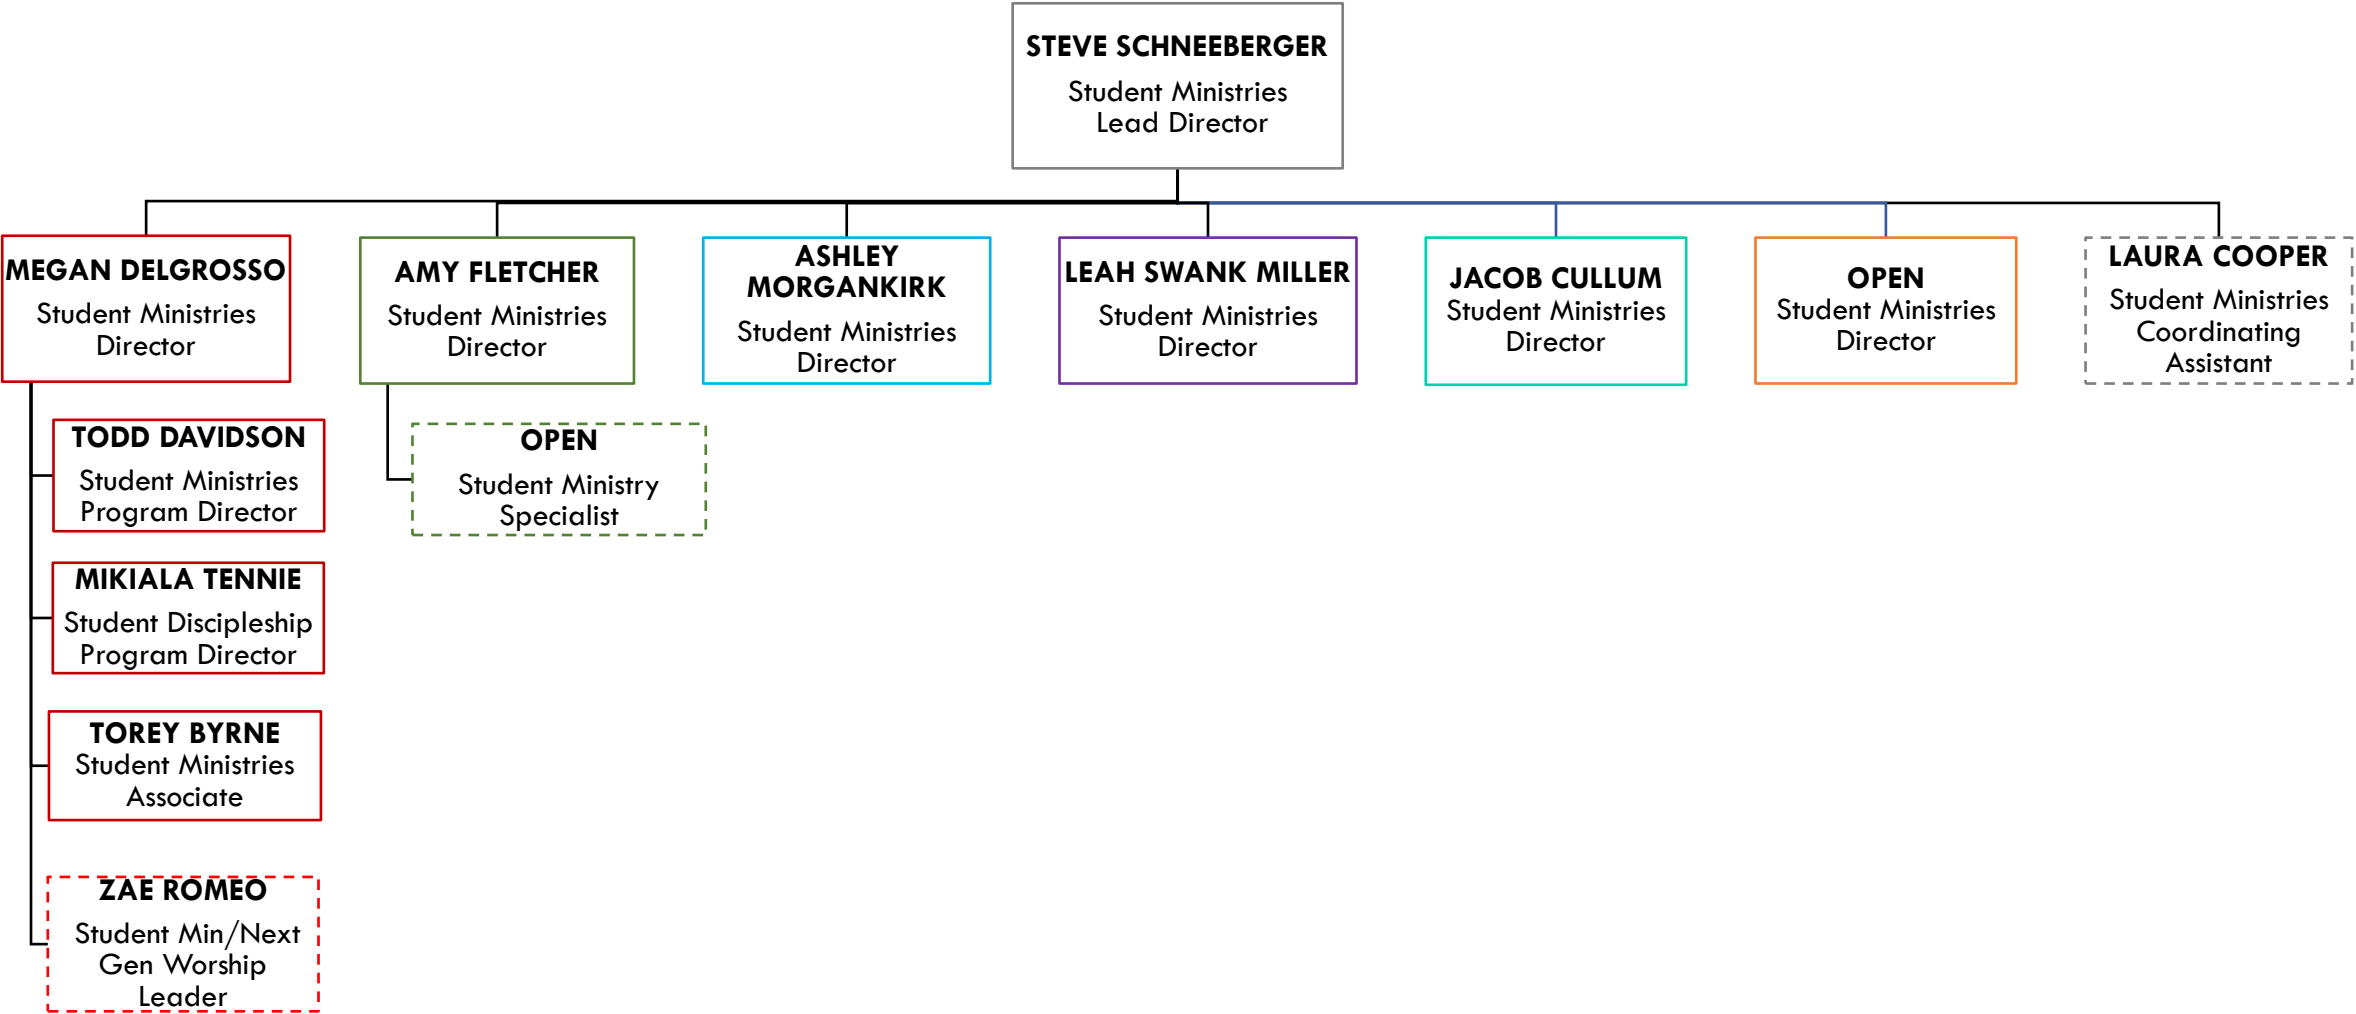 STEVE SCHNEEBERGER
Student Ministries
Lead Director
MEGAN DELGROSSO
Student Ministries
Director
AMY FLETCHER
Student Ministries
Director
ASHLEY
MORGANKIRK
Student Ministries
Director
LEAH SWANK MILLER
Student Ministries
Director
JACOB CULLUM
Student Ministries
Director
OPEN
Student Ministries
Director
LAURA COOPER
Student Ministries
Coordinating
Assistant
TODD DAVIDSON
Student Ministries
Program Director
OPEN
Student Ministry
Specialist
MIKIALA TENNIE
Student Discipleship
Program Director
TOREY BYRNE
Student Ministries
Associate
ZAE ROMEO
Student Min/Next
Gen Worship
Leader